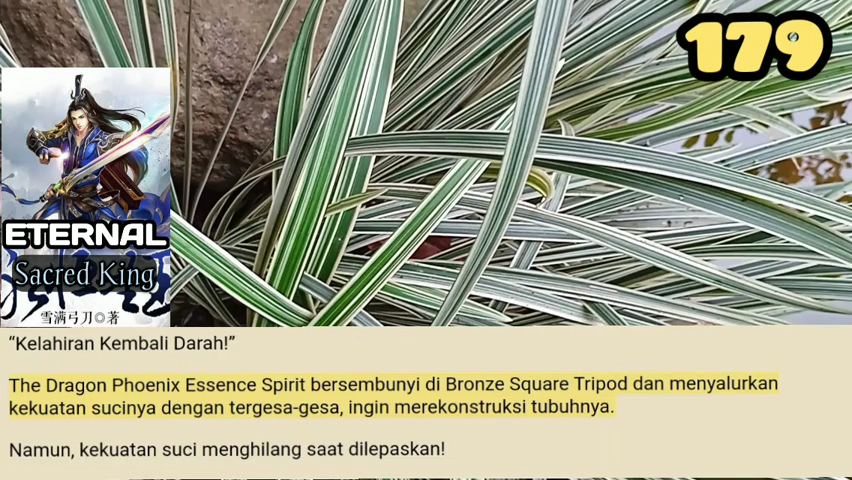 179
ETERNAL
Sacred King
雪满弓刀◎著
“Kelahiran Kembali Darah!”
The Dragon Phoenix Essence Spirit bersembunyi di Bronze Square Tripod dan menyalurkan
kekuatan sucinya dengan tergesa-gesa, ingin merekonstruksi tubuhnya.
Namun, kekuatan suci menghilang saat dilepaskan!